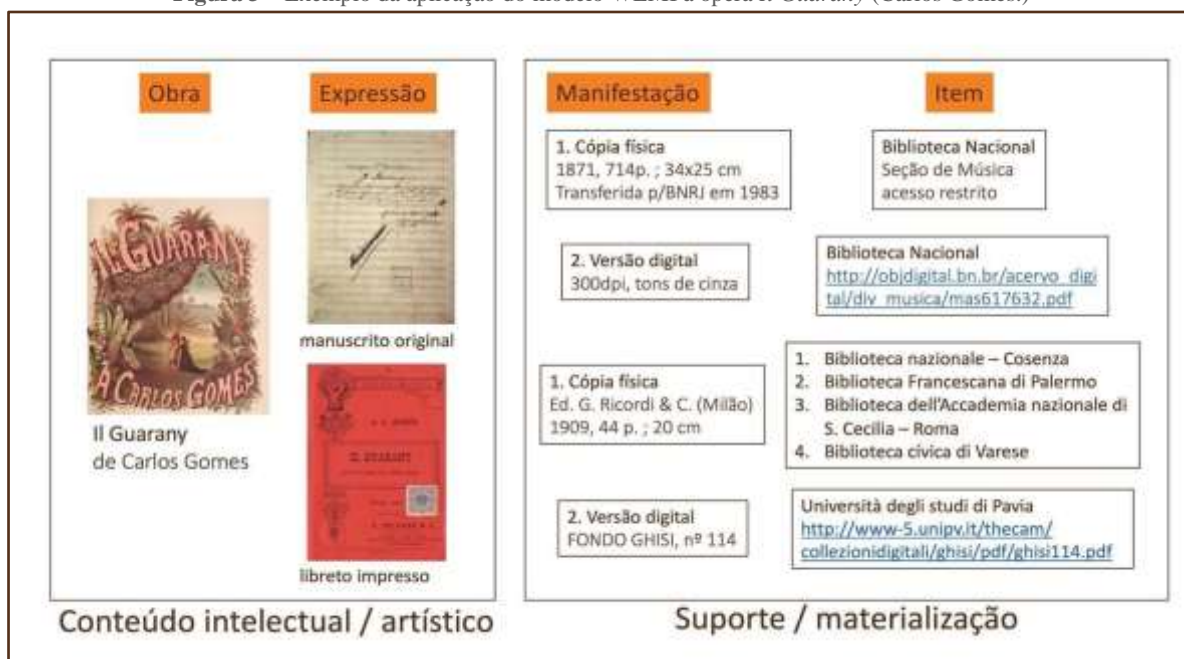 Obra
Expressão
Manifestação
Item
IL GUARANY
À CARLOS GOMES
Il Guarany
de Carlos Gomes
manuscrito original
IL GUARANY
libreto impresso
Conteúdo intelectual / artístico
1. Cópia física
1871, 714p. ; 34x25 cm
Transferida p/BNRJ em 1983
Biblioteca Nacional
Seção de Música
acesso restrito
2. Versão digital
300dpi, tons de cinza
Biblioteca Nacional
http://objdigital.bn.br/acervo_digi
tal/div_musica/mas617632.pdf
1. Cópia física
Ed. G. Ricordi & C. (Milão)
1909, 44 p. ; 20 cm
1. Biblioteca nazionale – Cosenza
2. Biblioteca Francescana di Palermo
3. Biblioteca dell'Accademia nazionale di
S. Cecilia – Roma
4. Biblioteca civica di Varese
2. Versão digital
FONDO GHISI, nº 114
Università degli studi di Pavia
http://www-5.unipv.it/thecam/
collezionidigitali/ghisi/pdf/ghisi114.pdf
Suporte / materialização